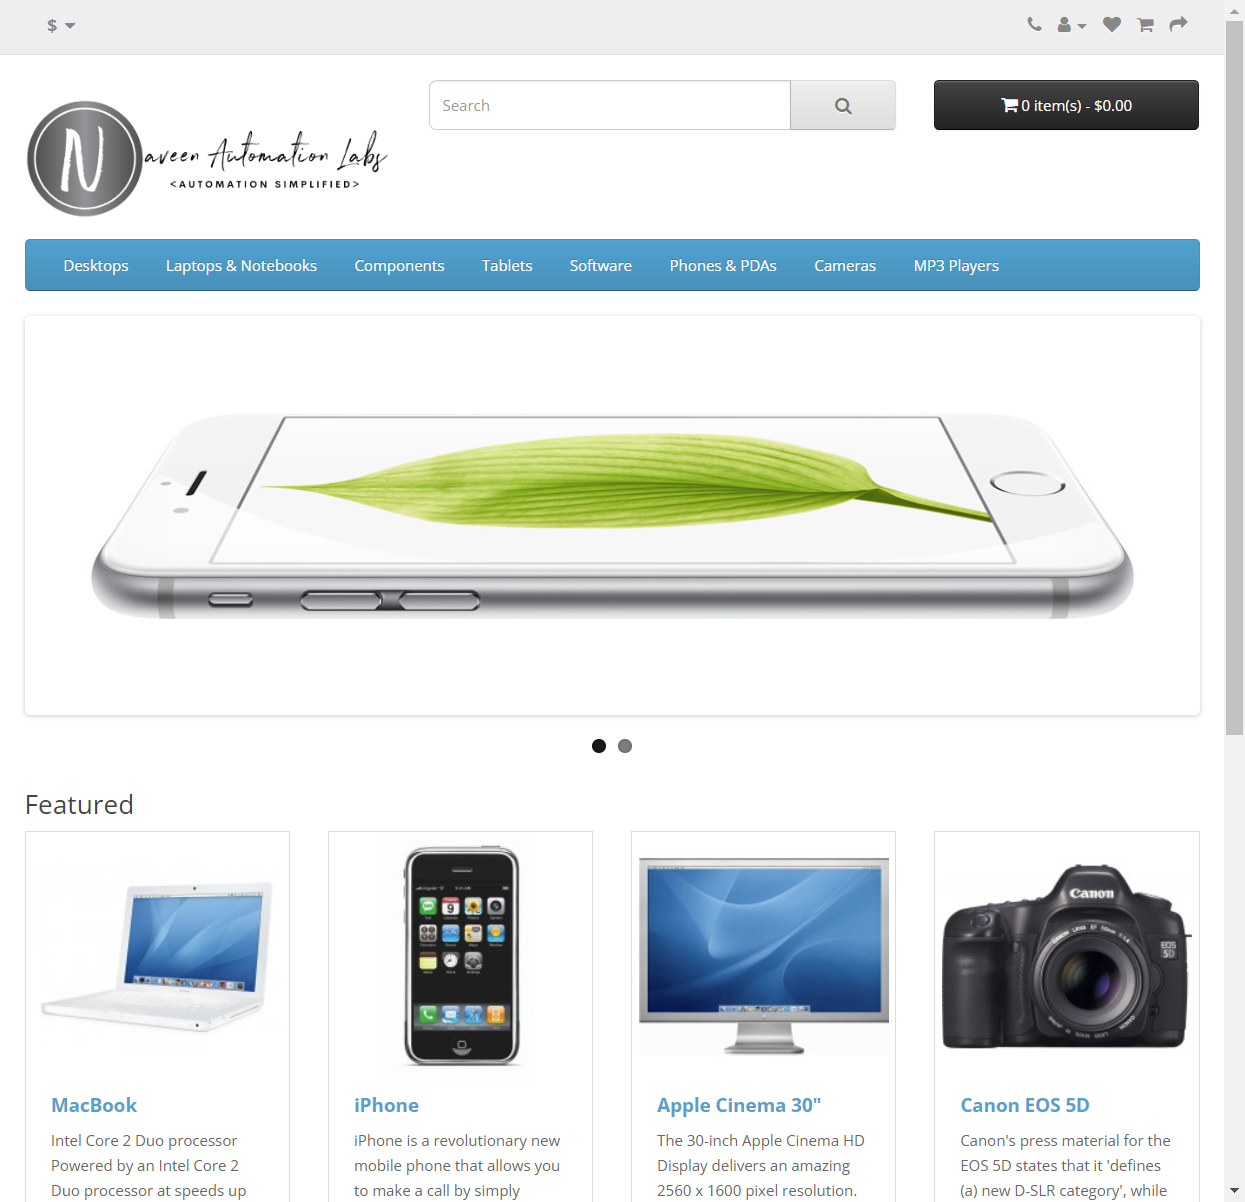 $
Search
0 item(s) - $0.00
N
aveen Automation Labs
<AUTOMATION SIMPLIFIED>
Desktops
Laptops & Notebooks
Components
Tablets
Software
Phones & PDAs
Cameras
MP3 Players
Featured
Canon
EOS
5D
MacBook
Intel Core 2 Duo processor
Powered by an Intel Core 2
Duo processor at speeds up
iPhone
iPhone is a revolutionary new
mobile phone that allows you
to make a call by simply
Apple Cinema 30"
The 30-inch Apple Cinema HD
Display delivers an amazing
2560 x 1600 pixel resolution.
Canon EOS 5D
Canon's press material for the
EOS 5D states that it 'defines
(a) new D-SLR category', while